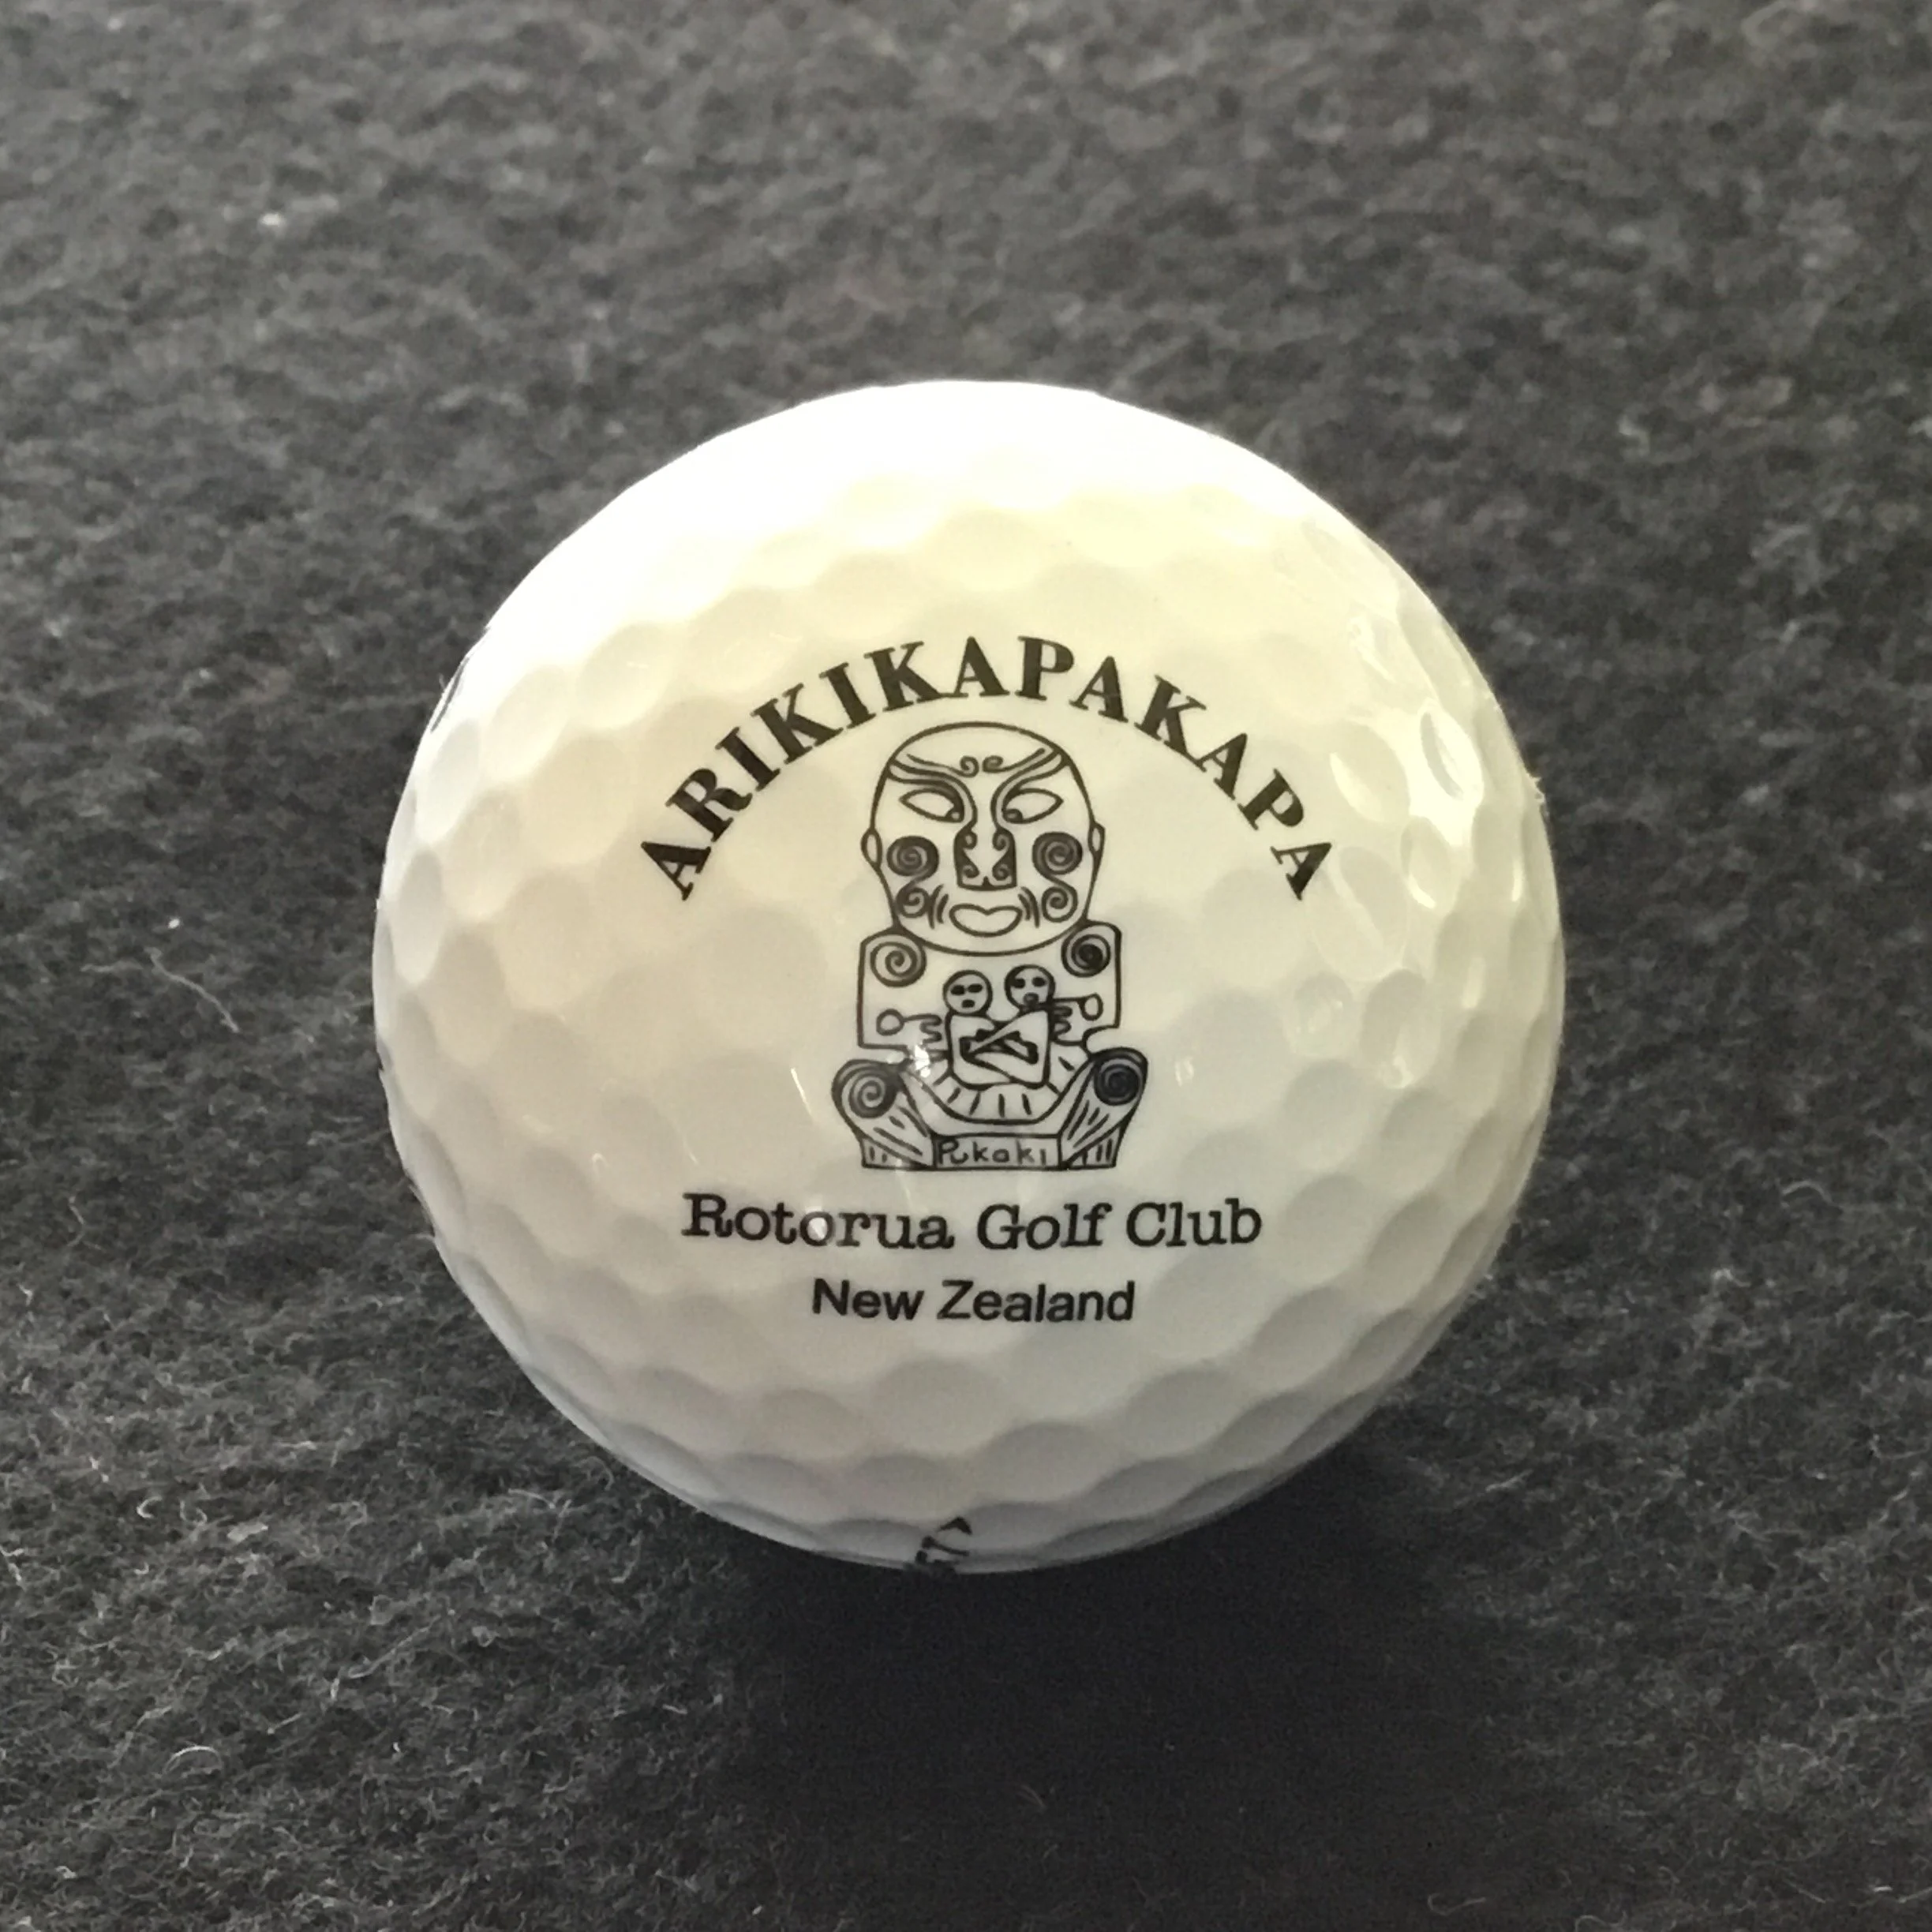 ARIKIKAPAKAPA
Pukaki
Rotorua Golf Club
New Zealand